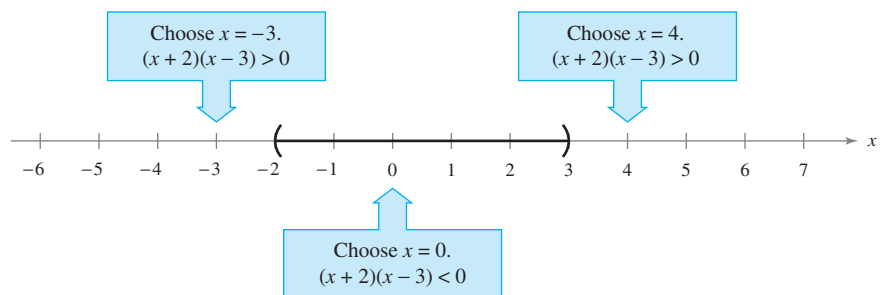 Choose x = −3.
(x + 2)(x − 3) > 0
Choose x = 4.
(x + 2)(x − 3) > 0
x
−6 −5 −4 −3 −2 −1 0 1 2 3 4 5 6 7
Choose x = 0.
(x + 2)(x − 3) < 0